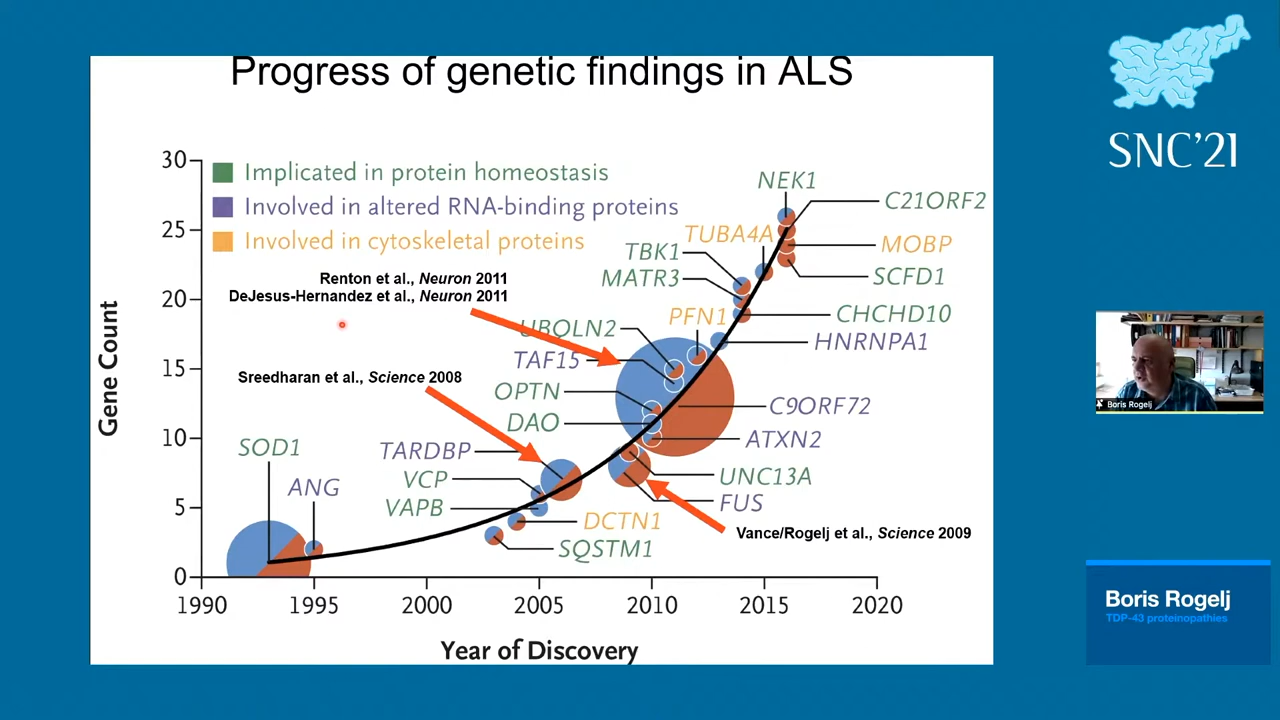 Progress of genetic findings in ALS
SNC'21
30
25
20
15
10
5
0
Gene Count
Implicated in protein homeostasis
Involved in altered RNA-binding proteins
Involved in cytoskeletal proteins
Renton et al., Neuron 2011
DeJesus-Hernandez et al., Neuron 2011
Sreedharan et al., Science 2008
Vance/Rogelj et al., Science 2009
SOD1
ANG
TARDBP
VCP
VAPB
DCTN1
SQSTM1
UBQLN2
TAF15
OPTN
DAO
PFN1
C9ORF72
ATXN2
UNC13A
FUS
TBK1
MATR3
TUBA4A
NEK1
C21ORF2
MOBP
SCFD1
CHCHD10
HNRNPA1
1990
1995
2000
2005
2010
2015
2020
Year of Discovery
Boris Rogelj
Boris Rogelj
TDP-43 proteinopathies